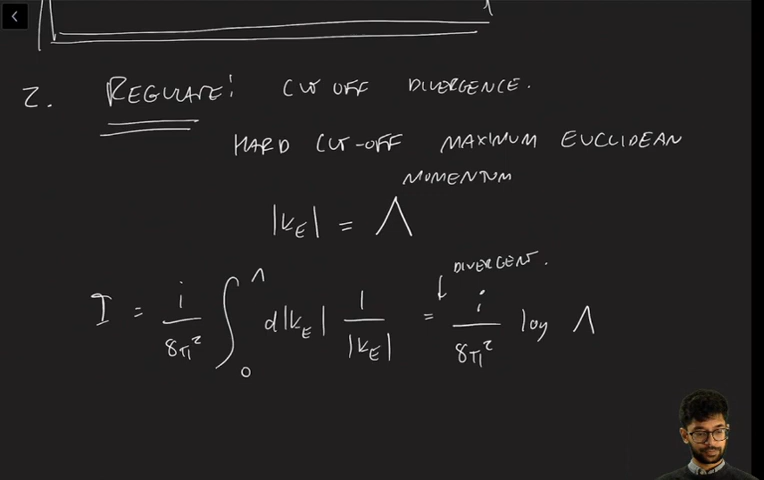 2. REGULATE! CUT OFF DIVERGENCE.
HARD CUT-OFF MAXIMUM EUCLIDEAN
MOMENTUM
|k_E| = Λ
DIVERGENT.
I = i/8π² ∫₀^Λ d|k_E| 1/|k_E| = i/8π² log Λ